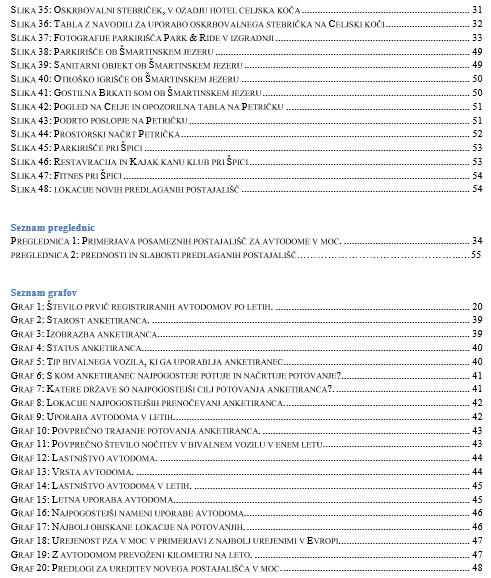 Slika 35: Oskrbovalni stebriček, v ozadju hotel celjska koča 31
Slika 36: Tabla z navodili za uporabo oskrbovalnega stebrička na Celjski koči 32
Slika 37: Fotografije parkirišča Park & Ride v izgradnji 33
Slika 38: Parkirišče ob Šmartinskem jezeru 49
Slika 39: Sanitarni objekt ob Šmartinskem jezeru 49
Slika 40: Otroško igrišče ob Šmartinskem jezeru 50
Slika 41: Gostilna Brkati som ob Šmartinskem jezeru 50
Slika 42: Pogled na Celje in opozorilna tabla na Petričku 51
Slika 43: Podrto poslopje na Petričku 51
Slika 44: Prostorski načrt Petrička 52
Slika 45: Parkirišče pri Špici 53
Slika 46: Restavracija in Kajak kanu klub pri Špici 53
Slika 47: Fitnes pri Špici 54
Slika 48: lokacije novih predlaganih postajališč 54
Seznam preglednic
Preglednica 1: Primerjava posameznih postajališč za avtodome v moc. 34
preglednica 2: prednosti in slabosti predlaganih postajališč 55
Seznam grafov
Graf 1: Število prvič registriranih avtodomov po letih. 20
Graf 2: Starost anketiranca. 39
Graf 3: Izobrazba anketiranca. 39
Graf 4: Status anketiranca. 40
Graf 5: Tip bivalnega vozila, ki ga uporablja anketiranec 40
Graf 6: S kom anketiranec najpogosteje potuje in načrtuje potovanje? 41
Graf 7: Katere države so najpogostejši cilj potovanja anketiranca?. 41
Graf 8: Lokacije najpogostejših prenočevanj anketiranca. 42
Graf 9: Uporaba avtodoma v letih. 42
Graf 10: Povprečno trajanje potovanja anketiranca. 43
Graf 11: Povprečno število nočitev v bivalnem vozilu v enem letu. 43
Graf 12: Lastništvo avtodoma. 44
Graf 13: Vrsta avtodoma. 44
Graf 14: Lastništvo avtodoma v letih. 45
Graf 15: Letna uporaba avtodoma. 45
Graf 16: Najpogostejši nameni uporabe avtodoma. 46
Graf 17: Najbolj obiskane lokacije na potovanjih. 46
Graf 18: Urejenost PZA v moc v primerjavi z najbolj urejenimi v Evropi. 47
Graf 19: Z avtodomom prevoženi kilometri na leto. 47
Graf 20: Predlogi za ureditev novega postajališča v moc. 48